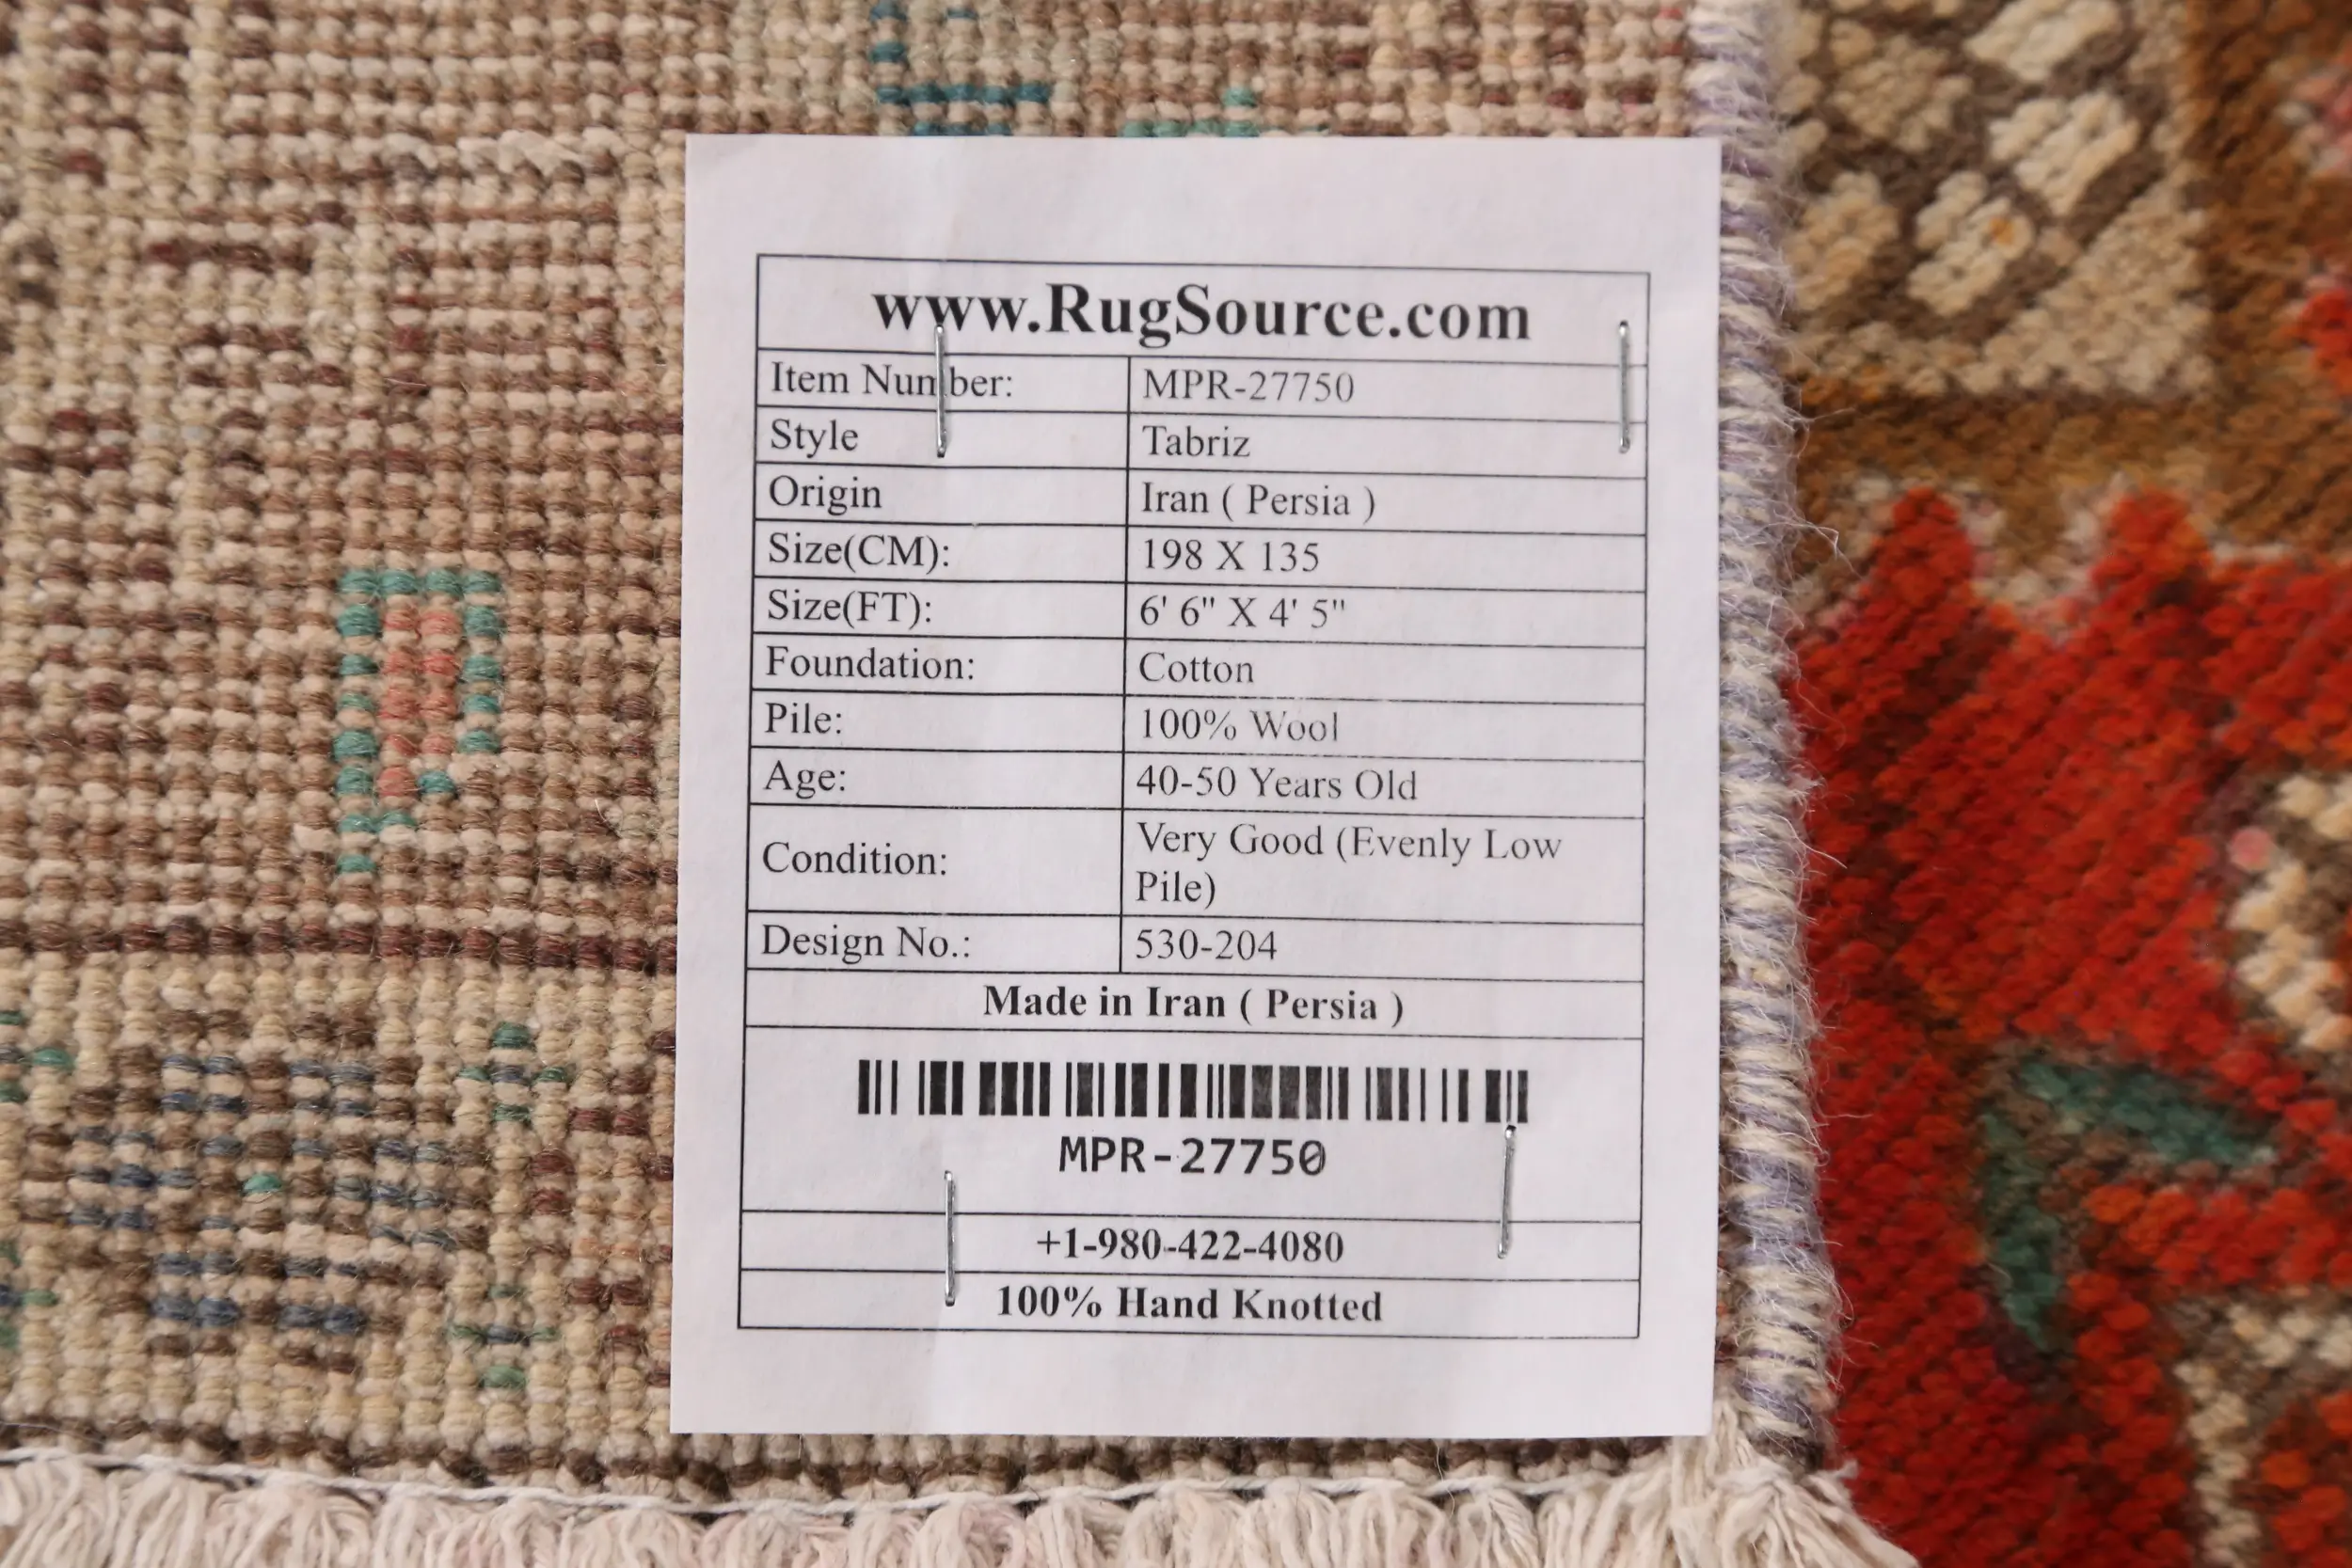 www.RugSource.com
Item Number: MPR-27750
Style Tabriz
Origin Iran ( Persia )
Size(CM): 198 X 135
Size(FT): 6' 6" X 4' 5"
Foundation: Cotton
Pile: 100% Wool
Age: 40-50 Years Old
Condition: Very Good (Evenly Low
Pile)
Design No.: 530-204
Made in Iran ( Persia )
MPR-27750
+1-980-422-4080
100% Hand Knotted